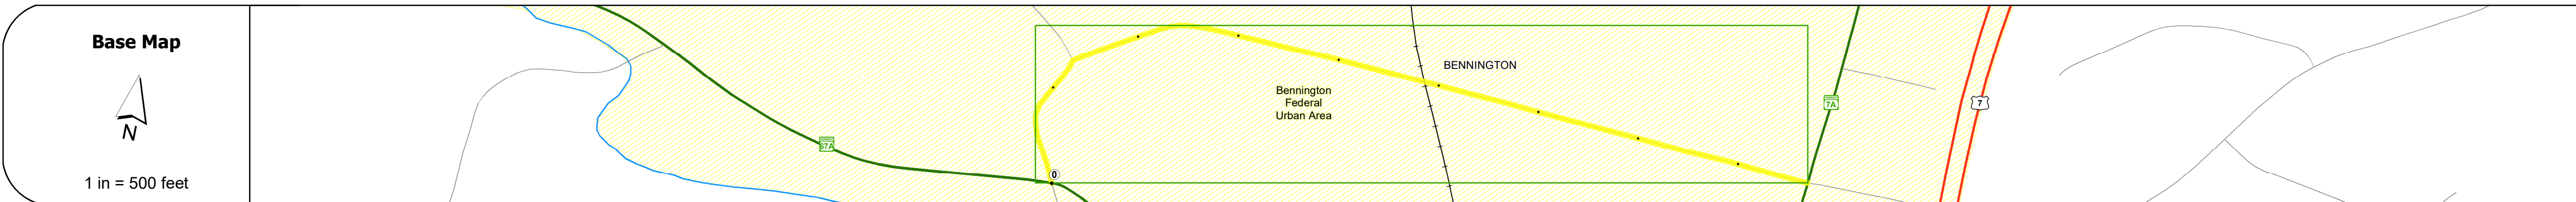 Base Map
N
1 in = 500 feet
67A
0
Bennington
Federal
Urban Area
BENNINGTON
7A
7